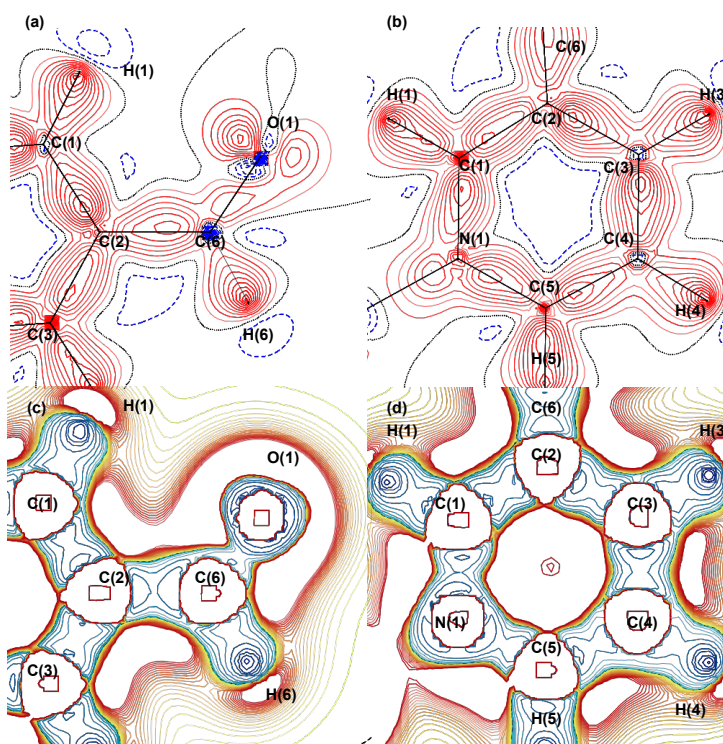 (a)
H(1)
O(1)
C(1)
C(2)
C(6)
C(3)
H(6)
(b)
C(6)
H(1)
H(3
C(2)
C(1)
C(3)
N(1)
C(4)
C(5)
H(4)
H(5)
(c)
H(1)
O(1)
C(1)
C(2)
C(6)
C(3)
H(6)
(d)
C(6)
H(1)
H(3
C(2)
C(1)
C(3)
N(1)
C(4)
C(5)
H(4)
H(5)